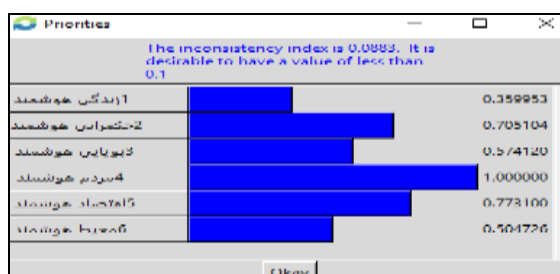 Priorities
The inconsistency index is 0.0883. It is
desirable to have a value of less than
0.1
1زندگی هوشمند 0.359953
2حکمرانی هوشمند 0.705104
3پویایی هوشمند 0.574120
4مردم هوشمند 1.000000
5اقتصاد هوشمند 0.773100
6محیط هوشمند 0.504726
Okay